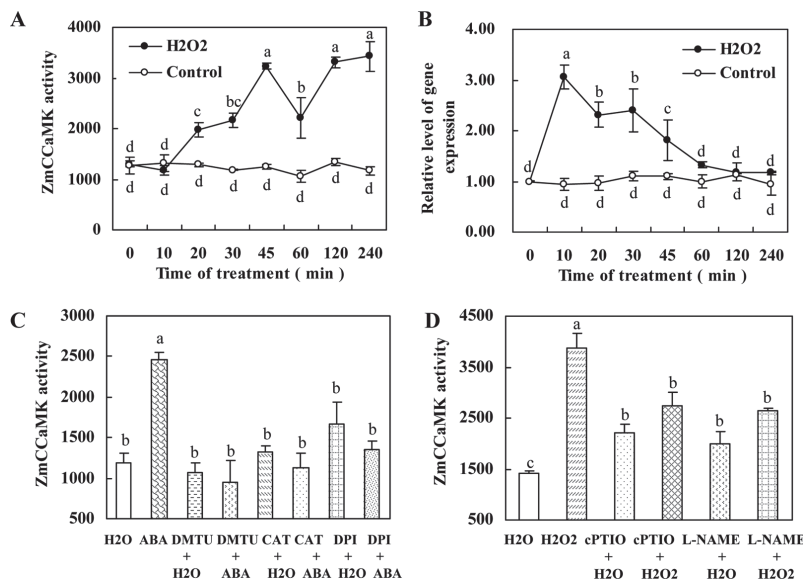 A
ZmCCaMK activity
4000
3000
2000
1000
0
H2O2
Control
d d c bc a b a a
d d d d d d d d
0 10 20 30 45 60 120 240
Time of treatment ( min )
B
Relative level of gene
expression
4.00
3.00
2.00
1.00
0.00
H2O2
Control
d a b b c d d d
d d d d d d d
0 10 20 30 45 60 120 240
Time of treatment ( min )
C
ZmCCaMK activity
3000
2500
2000
1500
1000
500
b a b b b b b b
H2O ABA DMTU DMTU CAT CAT DPI DPI
+ + + + + +
H2O ABA H2O ABA H2O ABA
D
ZmCCaMK activity
4500
3500
2500
1500
500
c a b b b b
H2O H2O2 cPTIO cPTIO L-NAME L-NAME
+ + + +
H2O H2O2 H2O H2O2